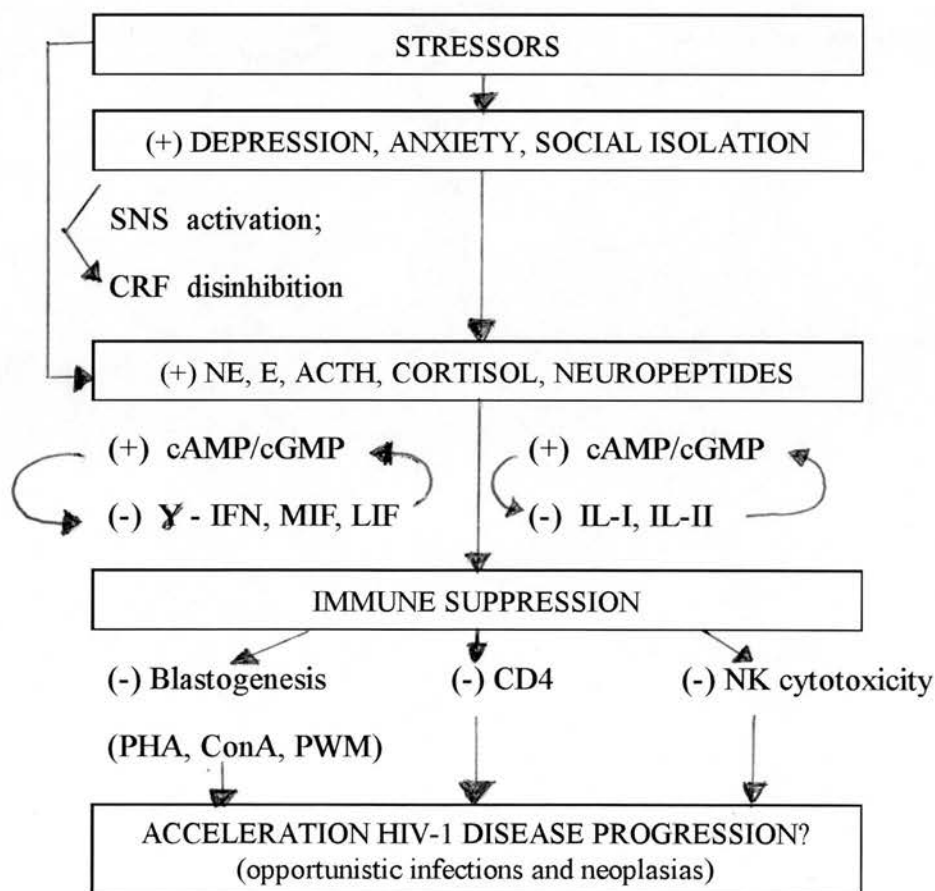 STRESSORS
(+) DEPRESSION, ANXIETY, SOCIAL ISOLATION
SNS activation;
CRF disinhibition
(+) NE, E, ACTH, CORTISOL, NEUROPEPTIDES
(+) cAMP/cGMP (+) cAMP/cGMP
(-) γ - IFN, MIF, LIF (-) IL-I, IL-II
IMMUNE SUPPRESSION
(-) Blastogenesis (-) CD4 (-) NK cytotoxicity
(PHA, ConA, PWM)
ACCELERATION HIV-1 DISEASE PROGRESSION?
(opportunistic infections and neoplasias)